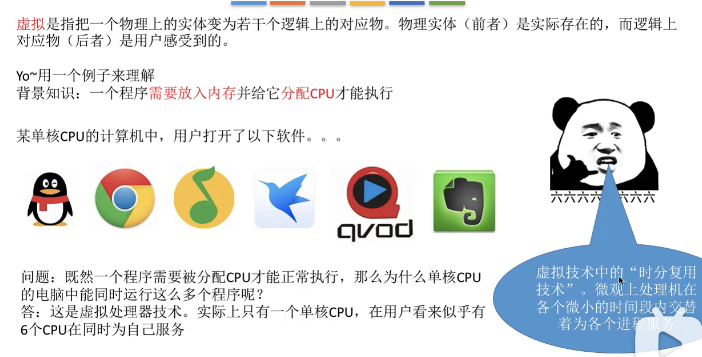 虚拟是指把一个物理上的实体变为若干个逻辑上的对应物。物理实体（前者）是实际存在的，而逻辑上
对应物（后者）是用户感受到的。
Yo~用一个例子来理解
背景知识：一个程序需要放入内存并给它分配CPU才能执行
某单核CPU的计算机中，用户打开了以下软件。。。
qvod
六六六六六六六
问题：既然一个程序需要被分配CPU才能正常执行，那么为什么单核CPU
的电脑中能同时运行这么多个程序呢？
答：这是虚拟处理器技术。实际上只有一个单核CPU，在用户看来似乎有
6个CPU在同时为自己服务
虚拟技术中的“时分复用
技术”。微观上处理机在
各个微小的时间段内交替
着为各个进程服务